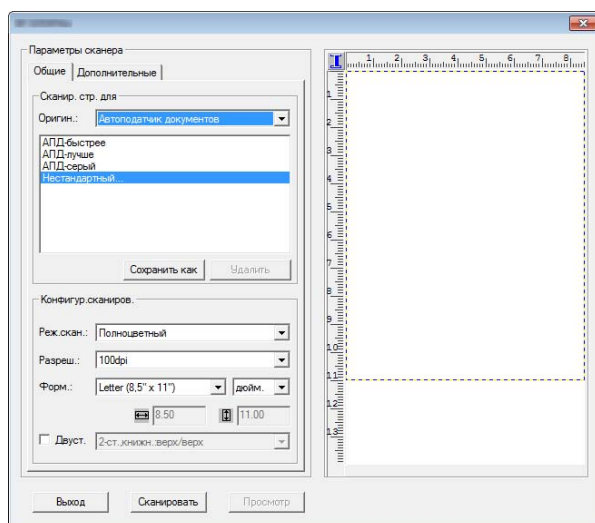 Параметры сканера
Общие
Дополнительные
Сканир. стр. для
Оригин.: Автоподатчик документов
АПД-быстрее
АПД-лучше
АПД-серый
Нестандартный...
Сохранить как
Удалить
Конфигур.сканиров.
Реж.скан.: Полноцветный
Разреш.: 100dpi
Форм.: Letter (8,5" x 11") дюйм.
8.50 11.00
Двуст. 2-ст.,книжн.:верх/верх
Выход
Сканировать
Просмотр
1 2 3 4 5 6 7 8
1
2
3
4
5
6
7
8
9
10
11
12
13